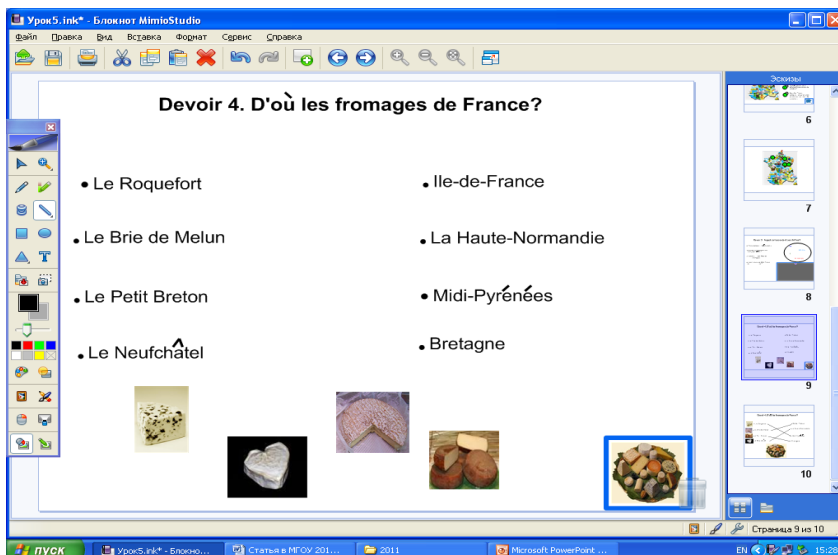 Урок5.ink* - Блокнот MimioStudio
Файл Правка Вид Вставка Формат Сервис Справка
Эскизы
Devoir 4. D'où les fromages de France?
• Le Roquefort
• Ile-de-France
• Le Brie de Melun
• La Haute-Normandie
• Le Petit Breton
• Midi-Pyrénées
• Le Neufchâtel
• Bretagne
6
7
8
9
10
Страница 9 из 10
пуск
Урок5.ink* - Блокно...
Статья в МГОУ 201...
2011
Microsoft PowerPoint ...
EN
15:28